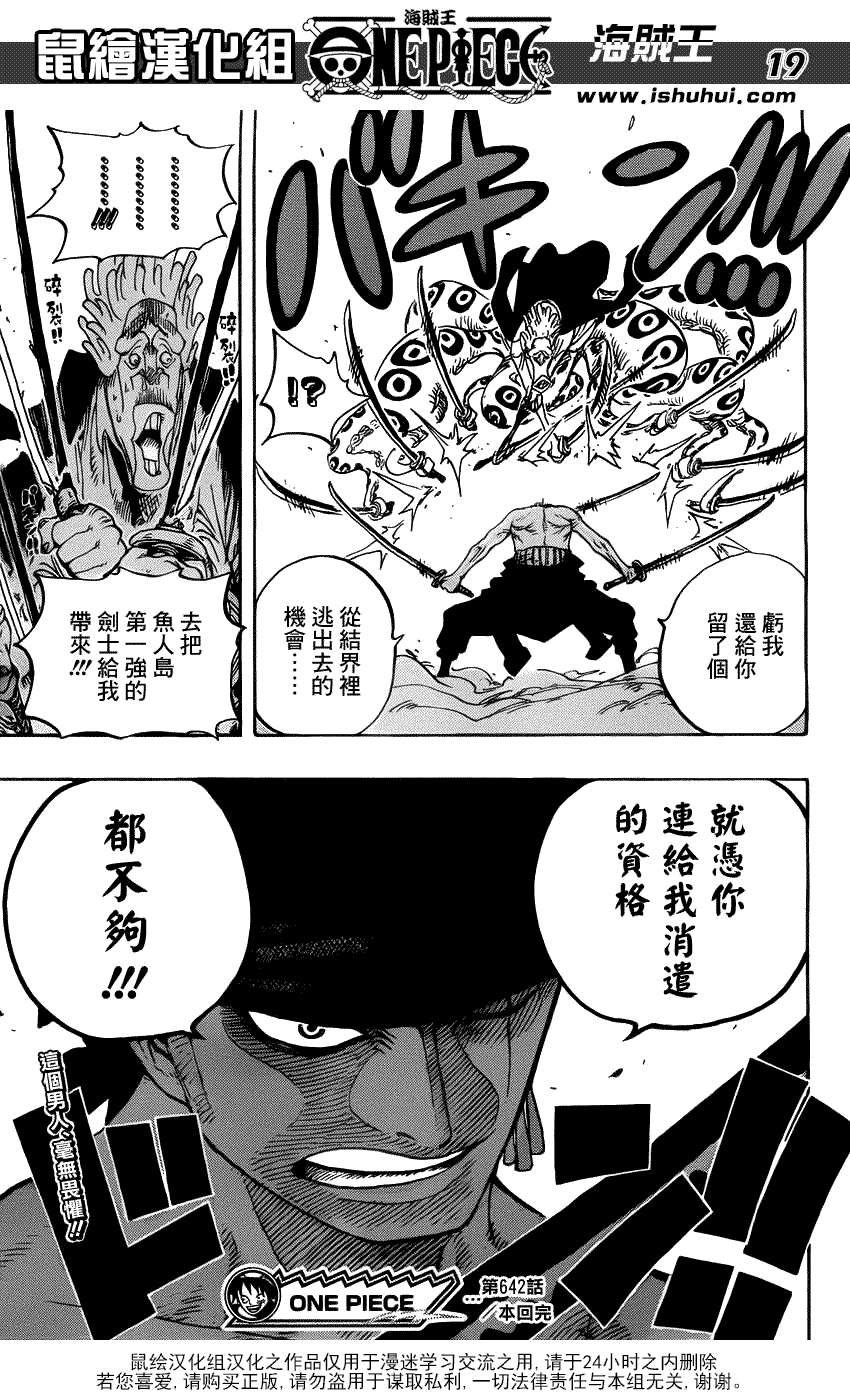 鼠繪漢化組
海賊王
ONE PIECE
海賊王
19
www.ishuhui.com
バキーン
!?
虧我
還給你
留了個
從結界裡
逃出去的
機會……
………………!!!
碎裂!!
碎裂!!
去把
魚人島
第一強的
劍士給我
帶來!!!
就憑你
連給我消遣
的資格
都不夠!!!
這個男人,毫無畏懼!!
ONE PIECE
第642話
…／本回完
鼠绘汉化组汉化之作品仅用于漫迷学习交流之用, 请于24小时之内删除
若您喜爱, 请购买正版, 请勿盗用于谋取私利, 一切法律责任与本组无关, 谢谢。